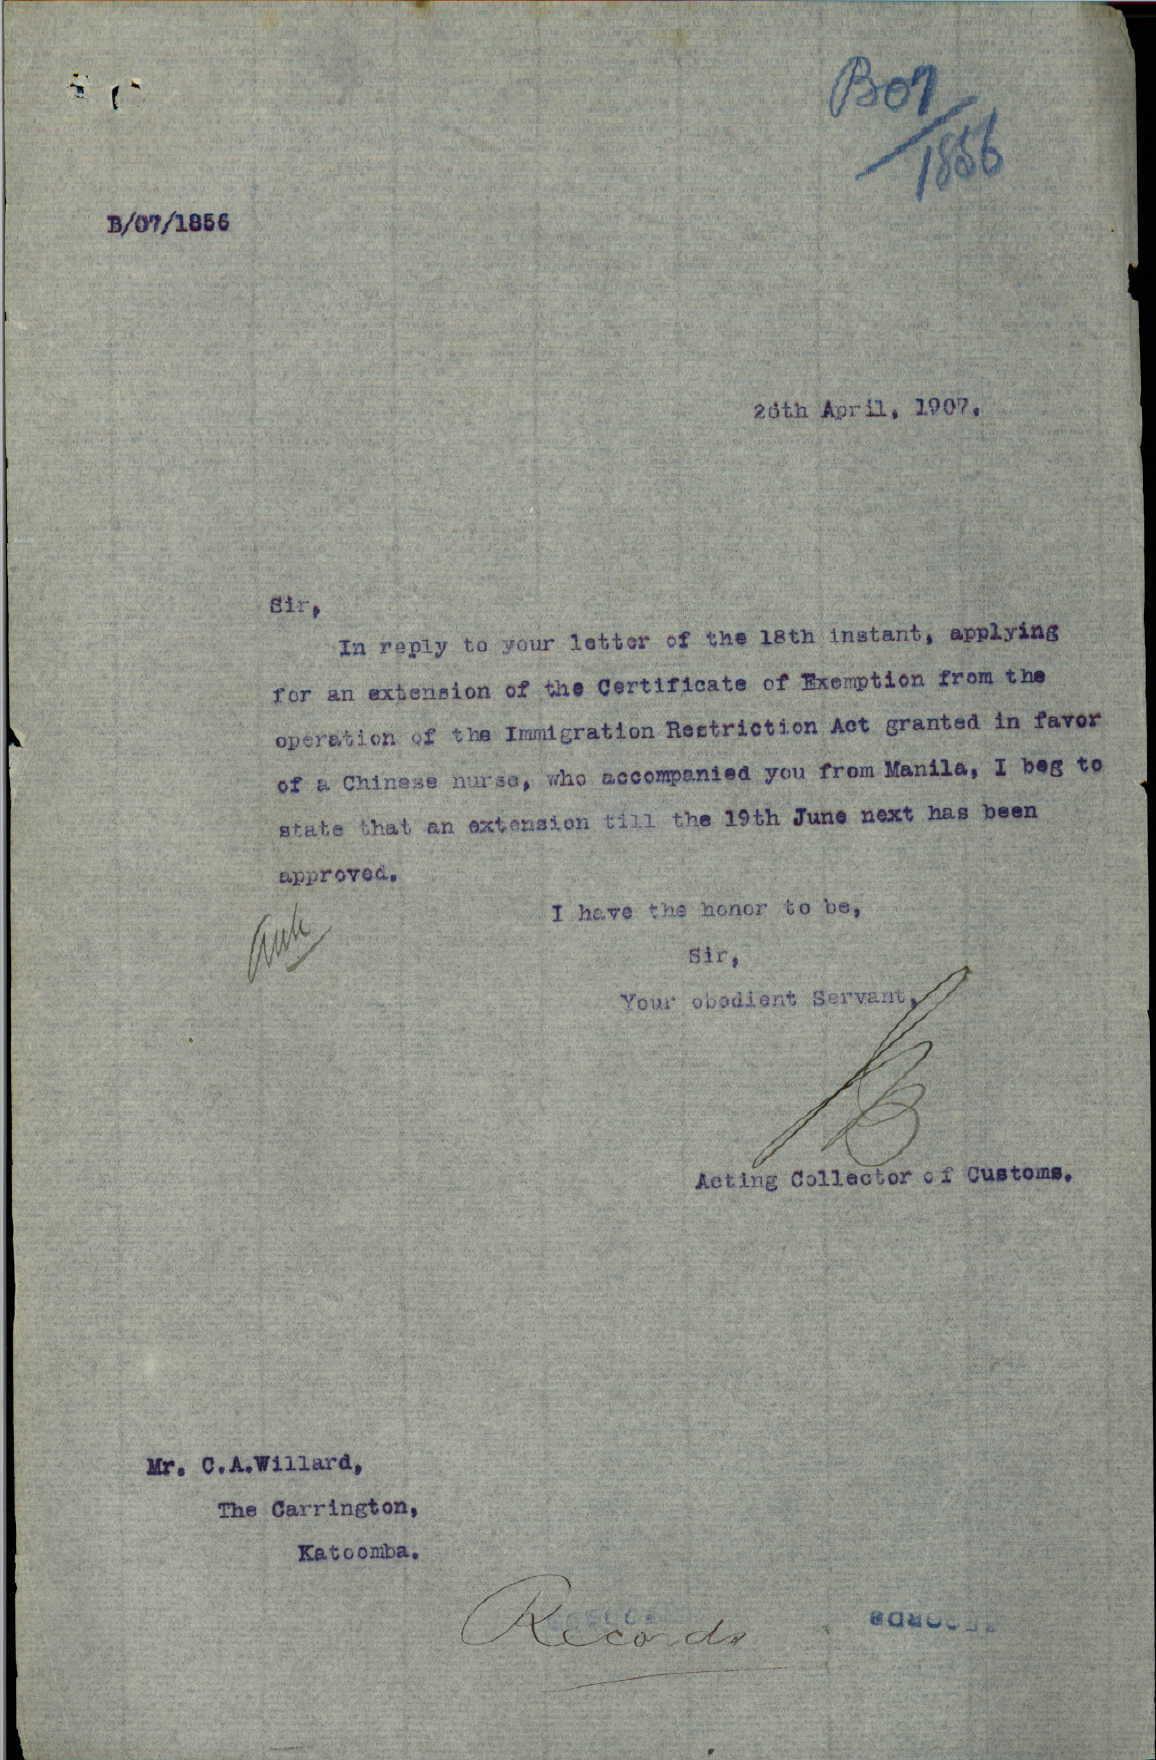 B07
/1856
B/07/1856
26th April, 1907.
Sir,
In reply to your letter of the 18th instant, applying
for an extension of the Certificate of Exemption from the
operation of the Immigration Restriction Act granted in favor
of a Chinese nurse, who accompanied you from Manila, I beg to
state that an extension till the 19th June next has been
approved.
I have the honor to be,
Sir,
Your obedient Servant,
Acting Collector of Customs.
Mr. C.A.Willard,
The Carrington,
Katoomba.
Records
RECORDS